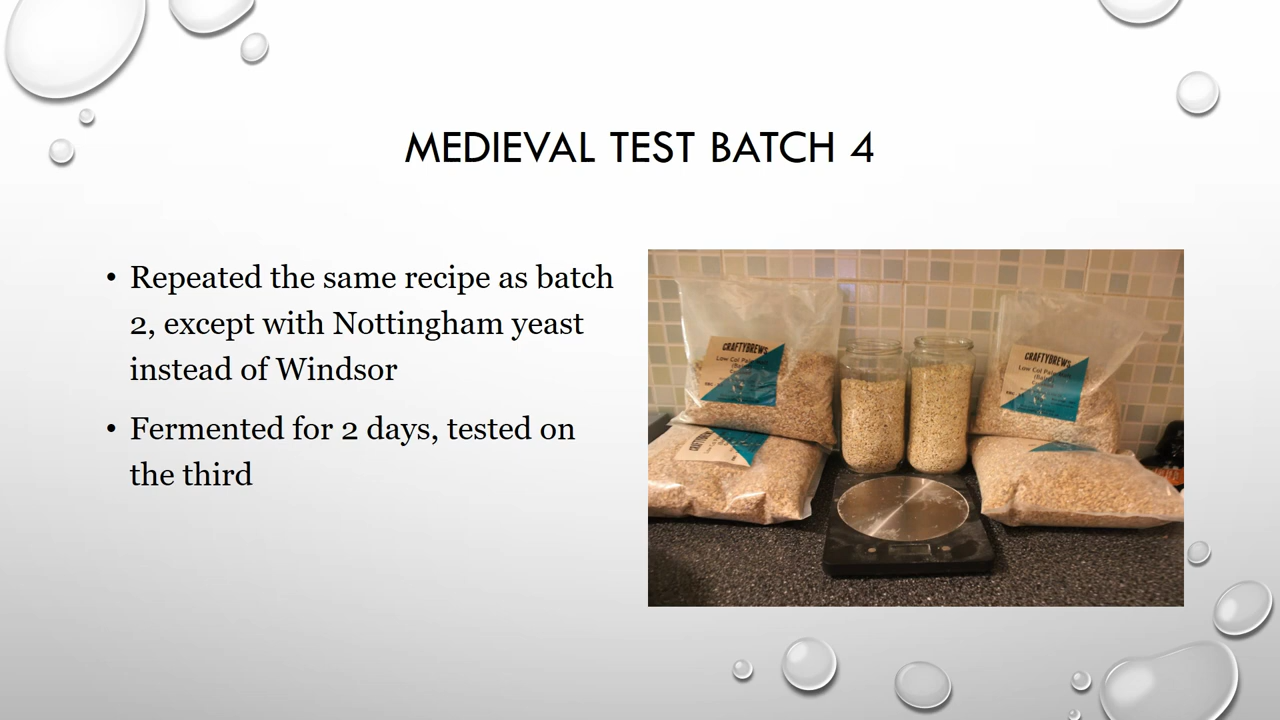 MEDIEVAL TEST BATCH 4
• Repeated the same recipe as batch
2, except with Nottingham yeast
instead of Windsor
• Fermented for 2 days, tested on
the third
CRAFTYBREWS
Low Col
CRAFTYBREWS
Low Col Pale